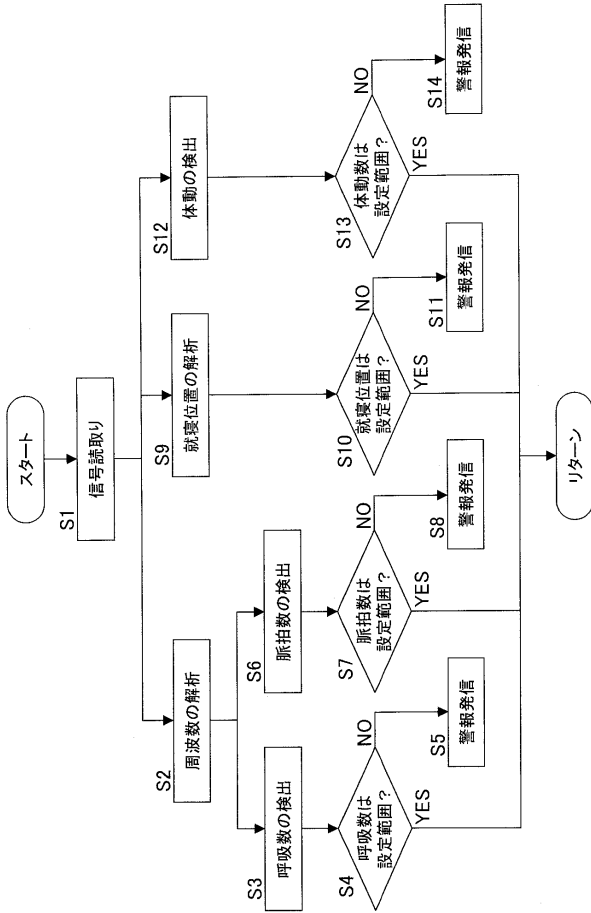 スタート
S1
信号読取り
S2
周波数の解析
S9
就寝位置の解析
S12
体動の検出
S3
呼吸数の検出
S6
脈拍数の検出
S4
呼吸数は
設定範囲?
NO
YES
S5
警報発信
S7
脈拍数は
設定範囲?
NO
YES
S8
警報発信
S10
就寝位置は
設定範囲?
NO
YES
S11
警報発信
S13
体動数は
設定範囲?
NO
YES
S14
警報発信
リターン